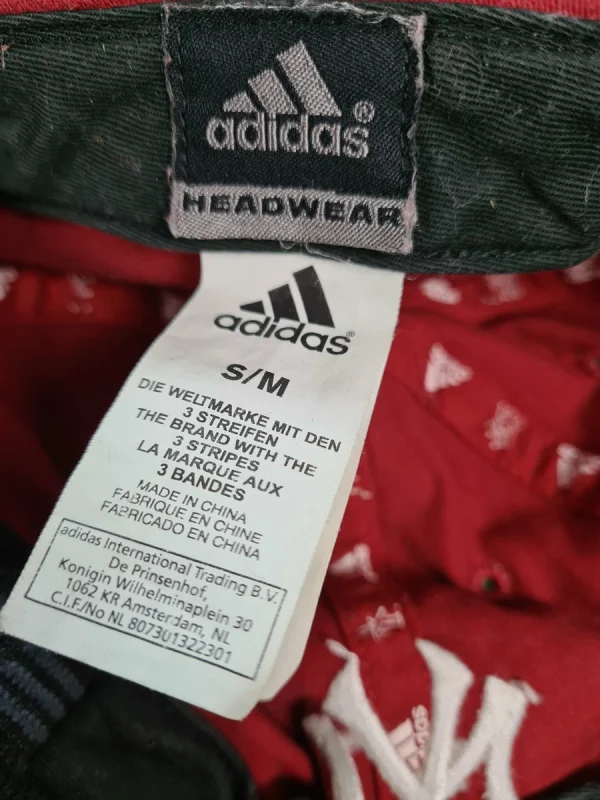 adidas®
HEADWEAR
adidas®
S/M
DIE WELTMARKE MIT DEN
3 STREIFEN
THE BRAND WITH THE
3 STRIPES
LA MARQUE AUX
3 BANDES
MADE IN CHINA
FABRIQUE EN CHINE
FABRICADO EN CHINA
adidas International Trading B.V.
De Prinsenhof,
Konigin Wilhelminaplein 30
1062 KR Amsterdam, NL
C.I.F./No NL 807301322301
adidas